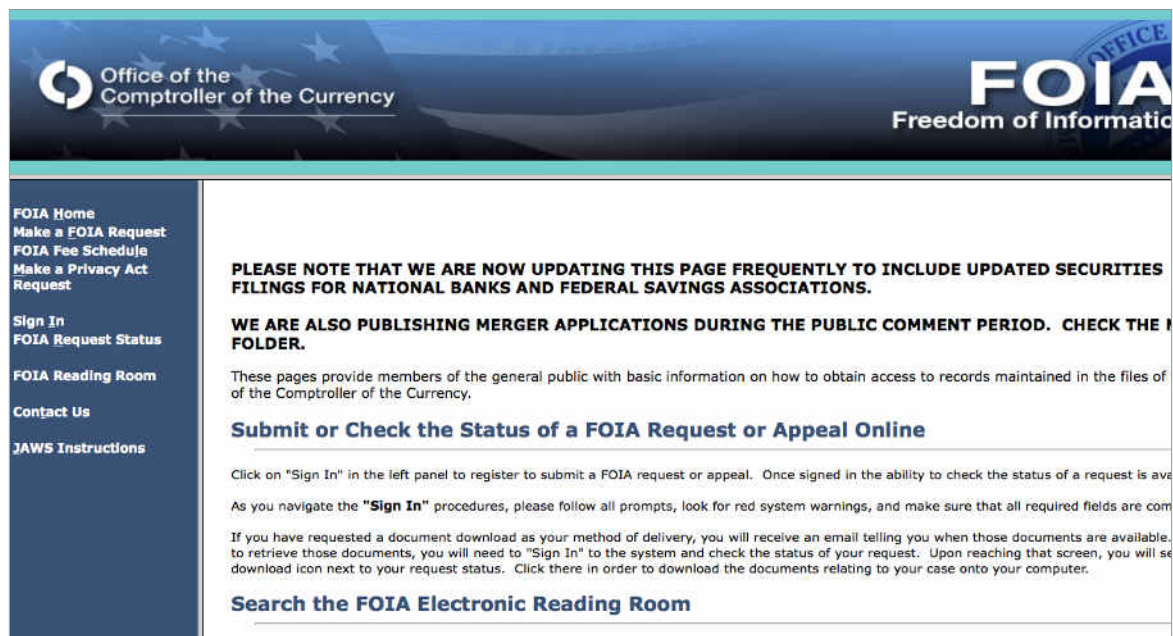 Office of the
Comptroller of the Currency
OFFICE
FOIA
Freedom of
FOIA Home
Make a FOIA Request
FOIA Fee Schedule
Make a Privacy Act
Request
Sign In
FOIA Request Status
FOIA Reading Room
Contact Us
JAWS Instructions
PLEASE NOTE THAT WE ARE NOW UPDATING THIS PAGE FREQUENTLY TO INCLUDE UPDATED SECURITIES
FILINGS FOR NATIONAL BANKS AND FEDERAL SAVINGS ASSOCIATIONS.
WE ARE ALSO PUBLISHING MERGER APPLICATIONS DURING THE PUBLIC COMMENT PERIOD. CHECK THE
FOLDER.
These pages provide members of the general public with basic information on how to obtain access to records maintained in the files of
of the Comptroller of the Currency.
Submit or Check the Status of a FOIA Request or Appeal Online
Click on "Sign In" in the left panel to register to submit a FOIA request or appeal. Once signed in the ability to check the status of a request is
As you navigate the "Sign In" procedures, please follow all prompts, look for red system warnings, and make sure that all required fields are
If you have requested a document download as your method of delivery, you will receive an email telling you when those documents are available.
to retrieve those documents, you will need to "Sign In" to the system and check the status of your request. Upon reaching that screen, you will
download icon next to your request status. Click there in order to download the documents relating to your case onto your computer.
Search the FOIA Electronic Reading Room